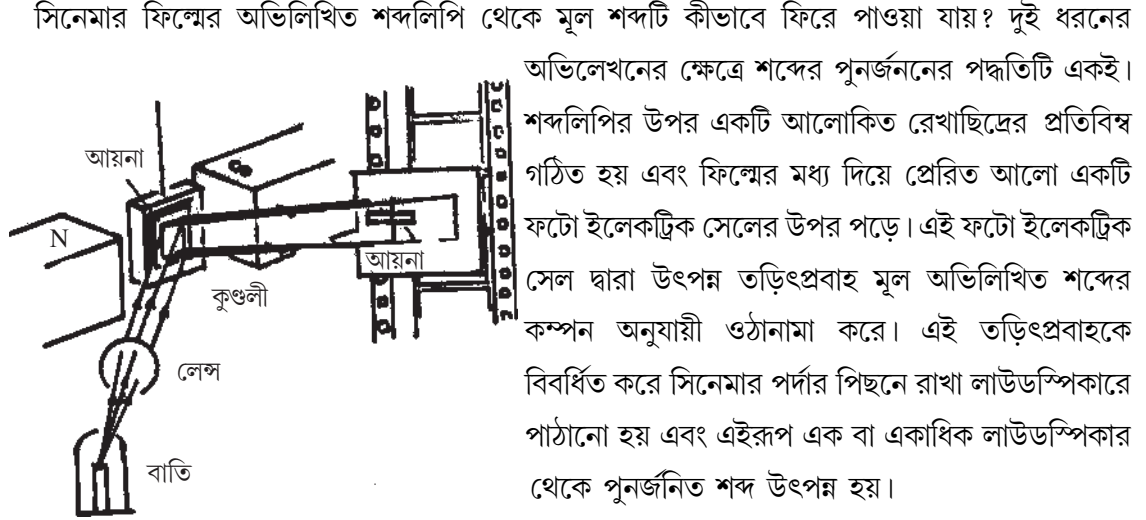 সিনেমার ফিল্মের অভিলিখিত শব্দলিপি থেকে মূল শব্দটি কীভাবে ফিরে পাওয়া যায়? দুই ধরনের
অভিলেখনের ক্ষেত্রে শব্দের পুনর্জননের পদ্ধতিটি একই।
শব্দলিপির উপর একটি আলোকিত রেখাছিদ্রের প্রতিবিম্ব
গঠিত হয় এবং ফিল্মের মধ্য দিয়ে প্রেরিত আলো একটি
ফটো ইলেকট্রিক সেলের উপর পড়ে। এই ফটো ইলেকট্রিক
সেল দ্বারা উৎপন্ন তড়িৎপ্রবাহ মূল অভিলিখিত শব্দের
কম্পন অনুযায়ী ওঠানামা করে। এই তড়িৎপ্রবাহকে
বিবর্ধিত করে সিনেমার পর্দার পিছনে রাখা লাউডস্পিকারে
পাঠানো হয় এবং এইরূপ এক বা একাধিক লাউডস্পিকার
থেকে পুনর্জনিত শব্দ উৎপন্ন হয়।
আয়না
N
আয়না
কুণ্ডলী
লেন্স
বাতি